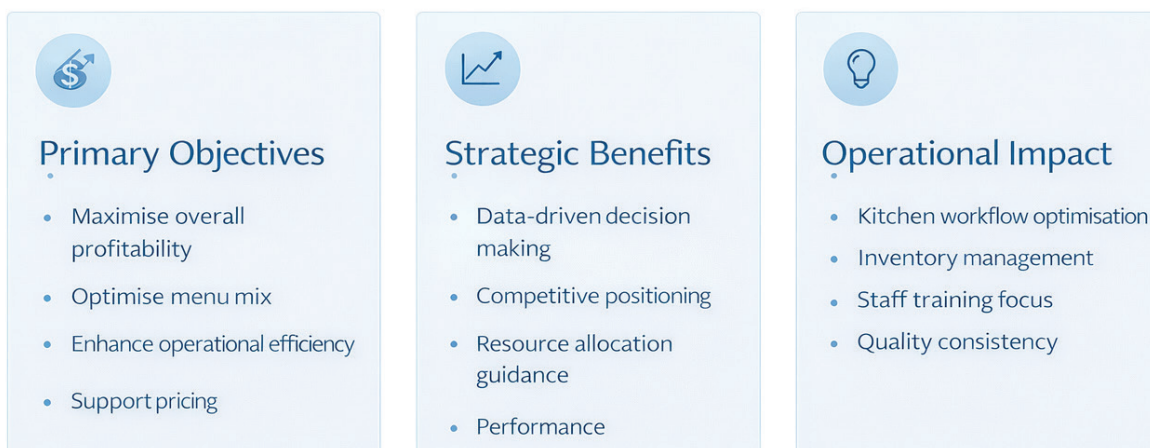 Primary Objectives
• Maximise overall
profitability
• Optimise menu mix
• Enhance operational efficiency
• Support pricing
Strategic Benefits
• Data-driven decision
making
• Competitive positioning
• Resource allocation
guidance
• Performance
Operational Impact
• Kitchen workflow optimisation
• Inventory management
• Staff training focus
• Quality consistency